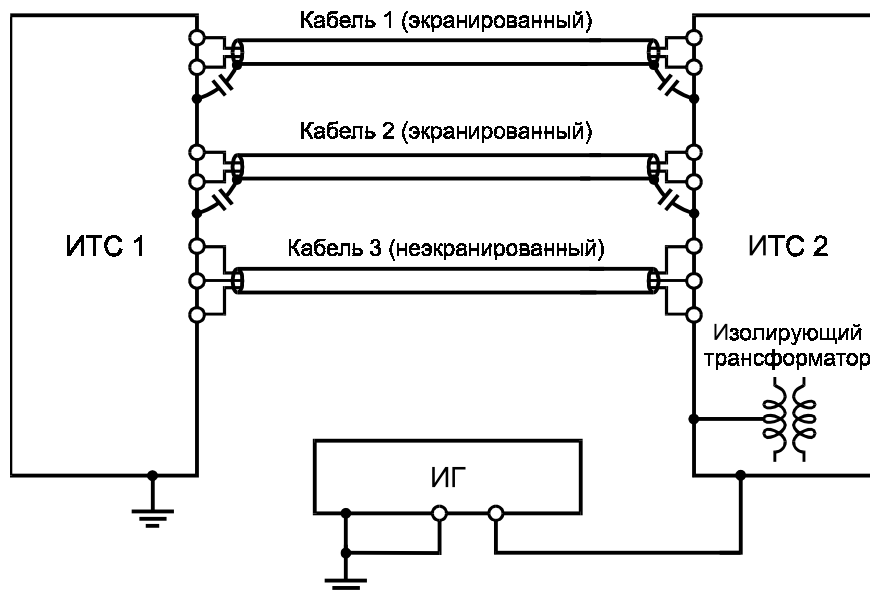 Кабель 1 (экранированный)
Кабель 2 (экранированный)
ИТС 1
Кабель 3 (неэкранированный)
ИТС 2
Изолирующий
трансформатор
ИГ